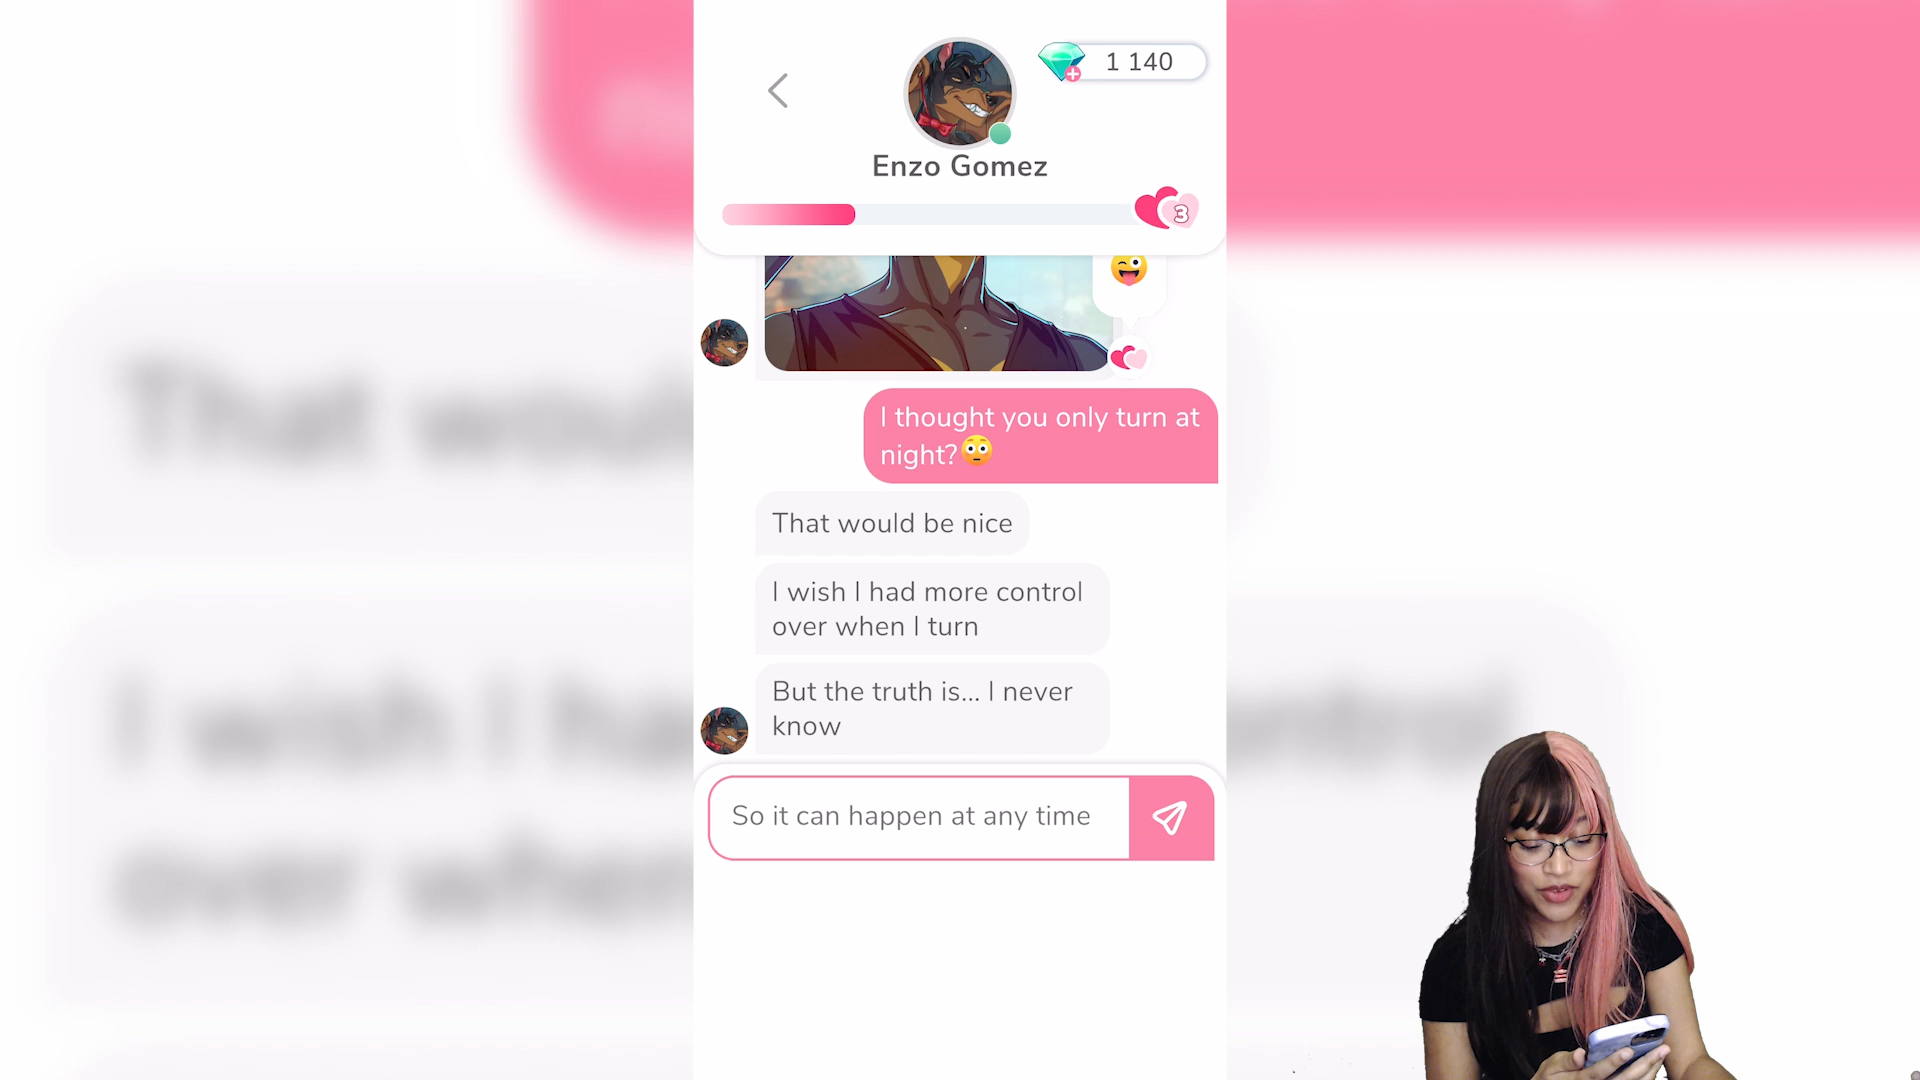 1 140
Enzo Gomez
3
I thought you only turn at
night?😳
That would be nice
I wish I had more control
over when I turn
But the truth is... I never
know
So it can happen at any time